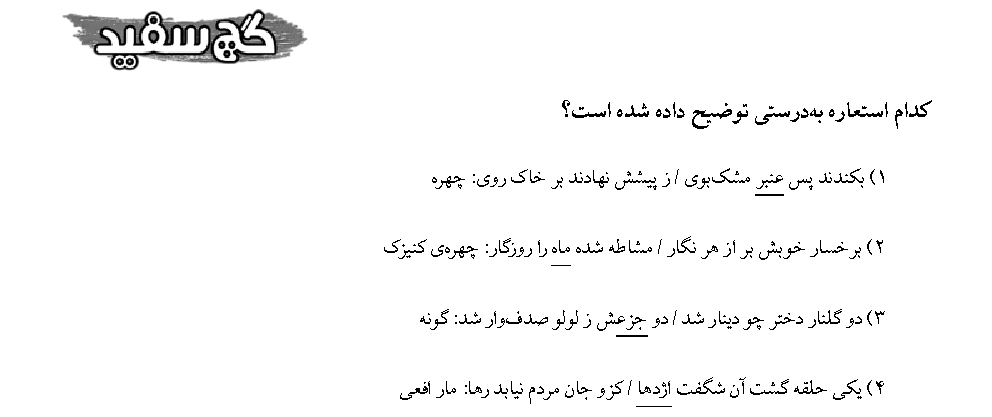 گچ سفید
کدام استعاره به‌درستی توضیح داده شده است؟
۱) بکندند پس عنبر مشک‌بوی / ز پیشش نهادند بر خاک روی: چهره
۲) برخسار خوبش بر از هر نگار / مشاطه شده ماه را روزگار: چهره‌ی کنیزک
۳) دو گلنار دختر چو دینار شد / دو جزعش ز لولو صدف‌وار شد: گونه
۴) یکی حلقه گشت آن شگفت اژدها / کز و جان مردم نیابد رها: مار افعی